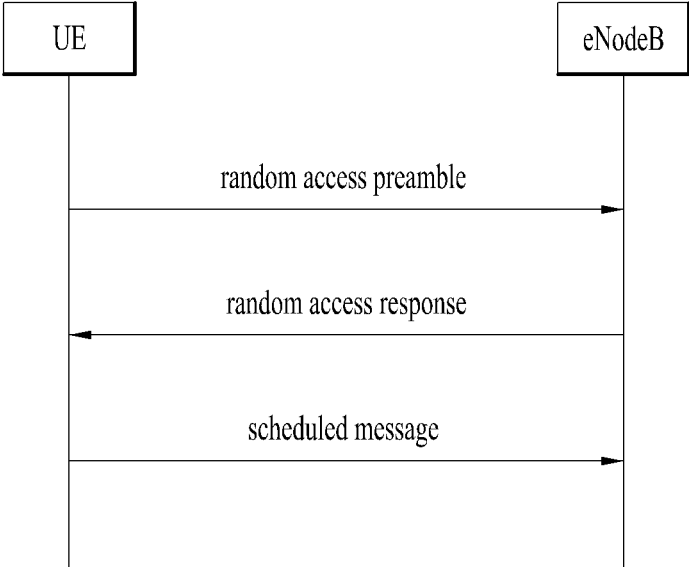 UE
eNodeB
random access preamble
random access response
scheduled message